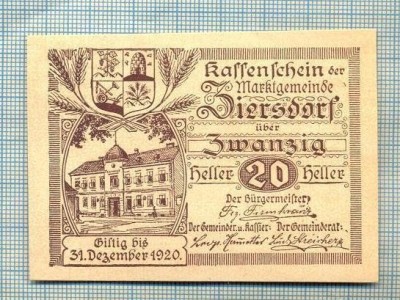 Kassenschein der
Marktgemeinde
Ziersdorf
über
Zwanzig
Heller 20 Heller
Der Bürgermeister:
Der Gemeinder. u. Kassier: Der Gemeinderat:
Giltig bis
31. Dezember 1920.